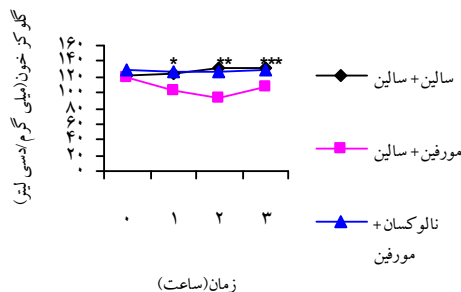 گلوکز خون(میلی گرم/دسی لیتر)
۱۶۰
۱۴۰
۱۲۰
۱۰۰
۸۰
۶۰
۴۰
۲۰
۰
* ** ***
۰ ۱ ۲ ۳
زمان(ساعت)
سالین+سالین
مورفین+سالین
نالوکسان+
مورفین